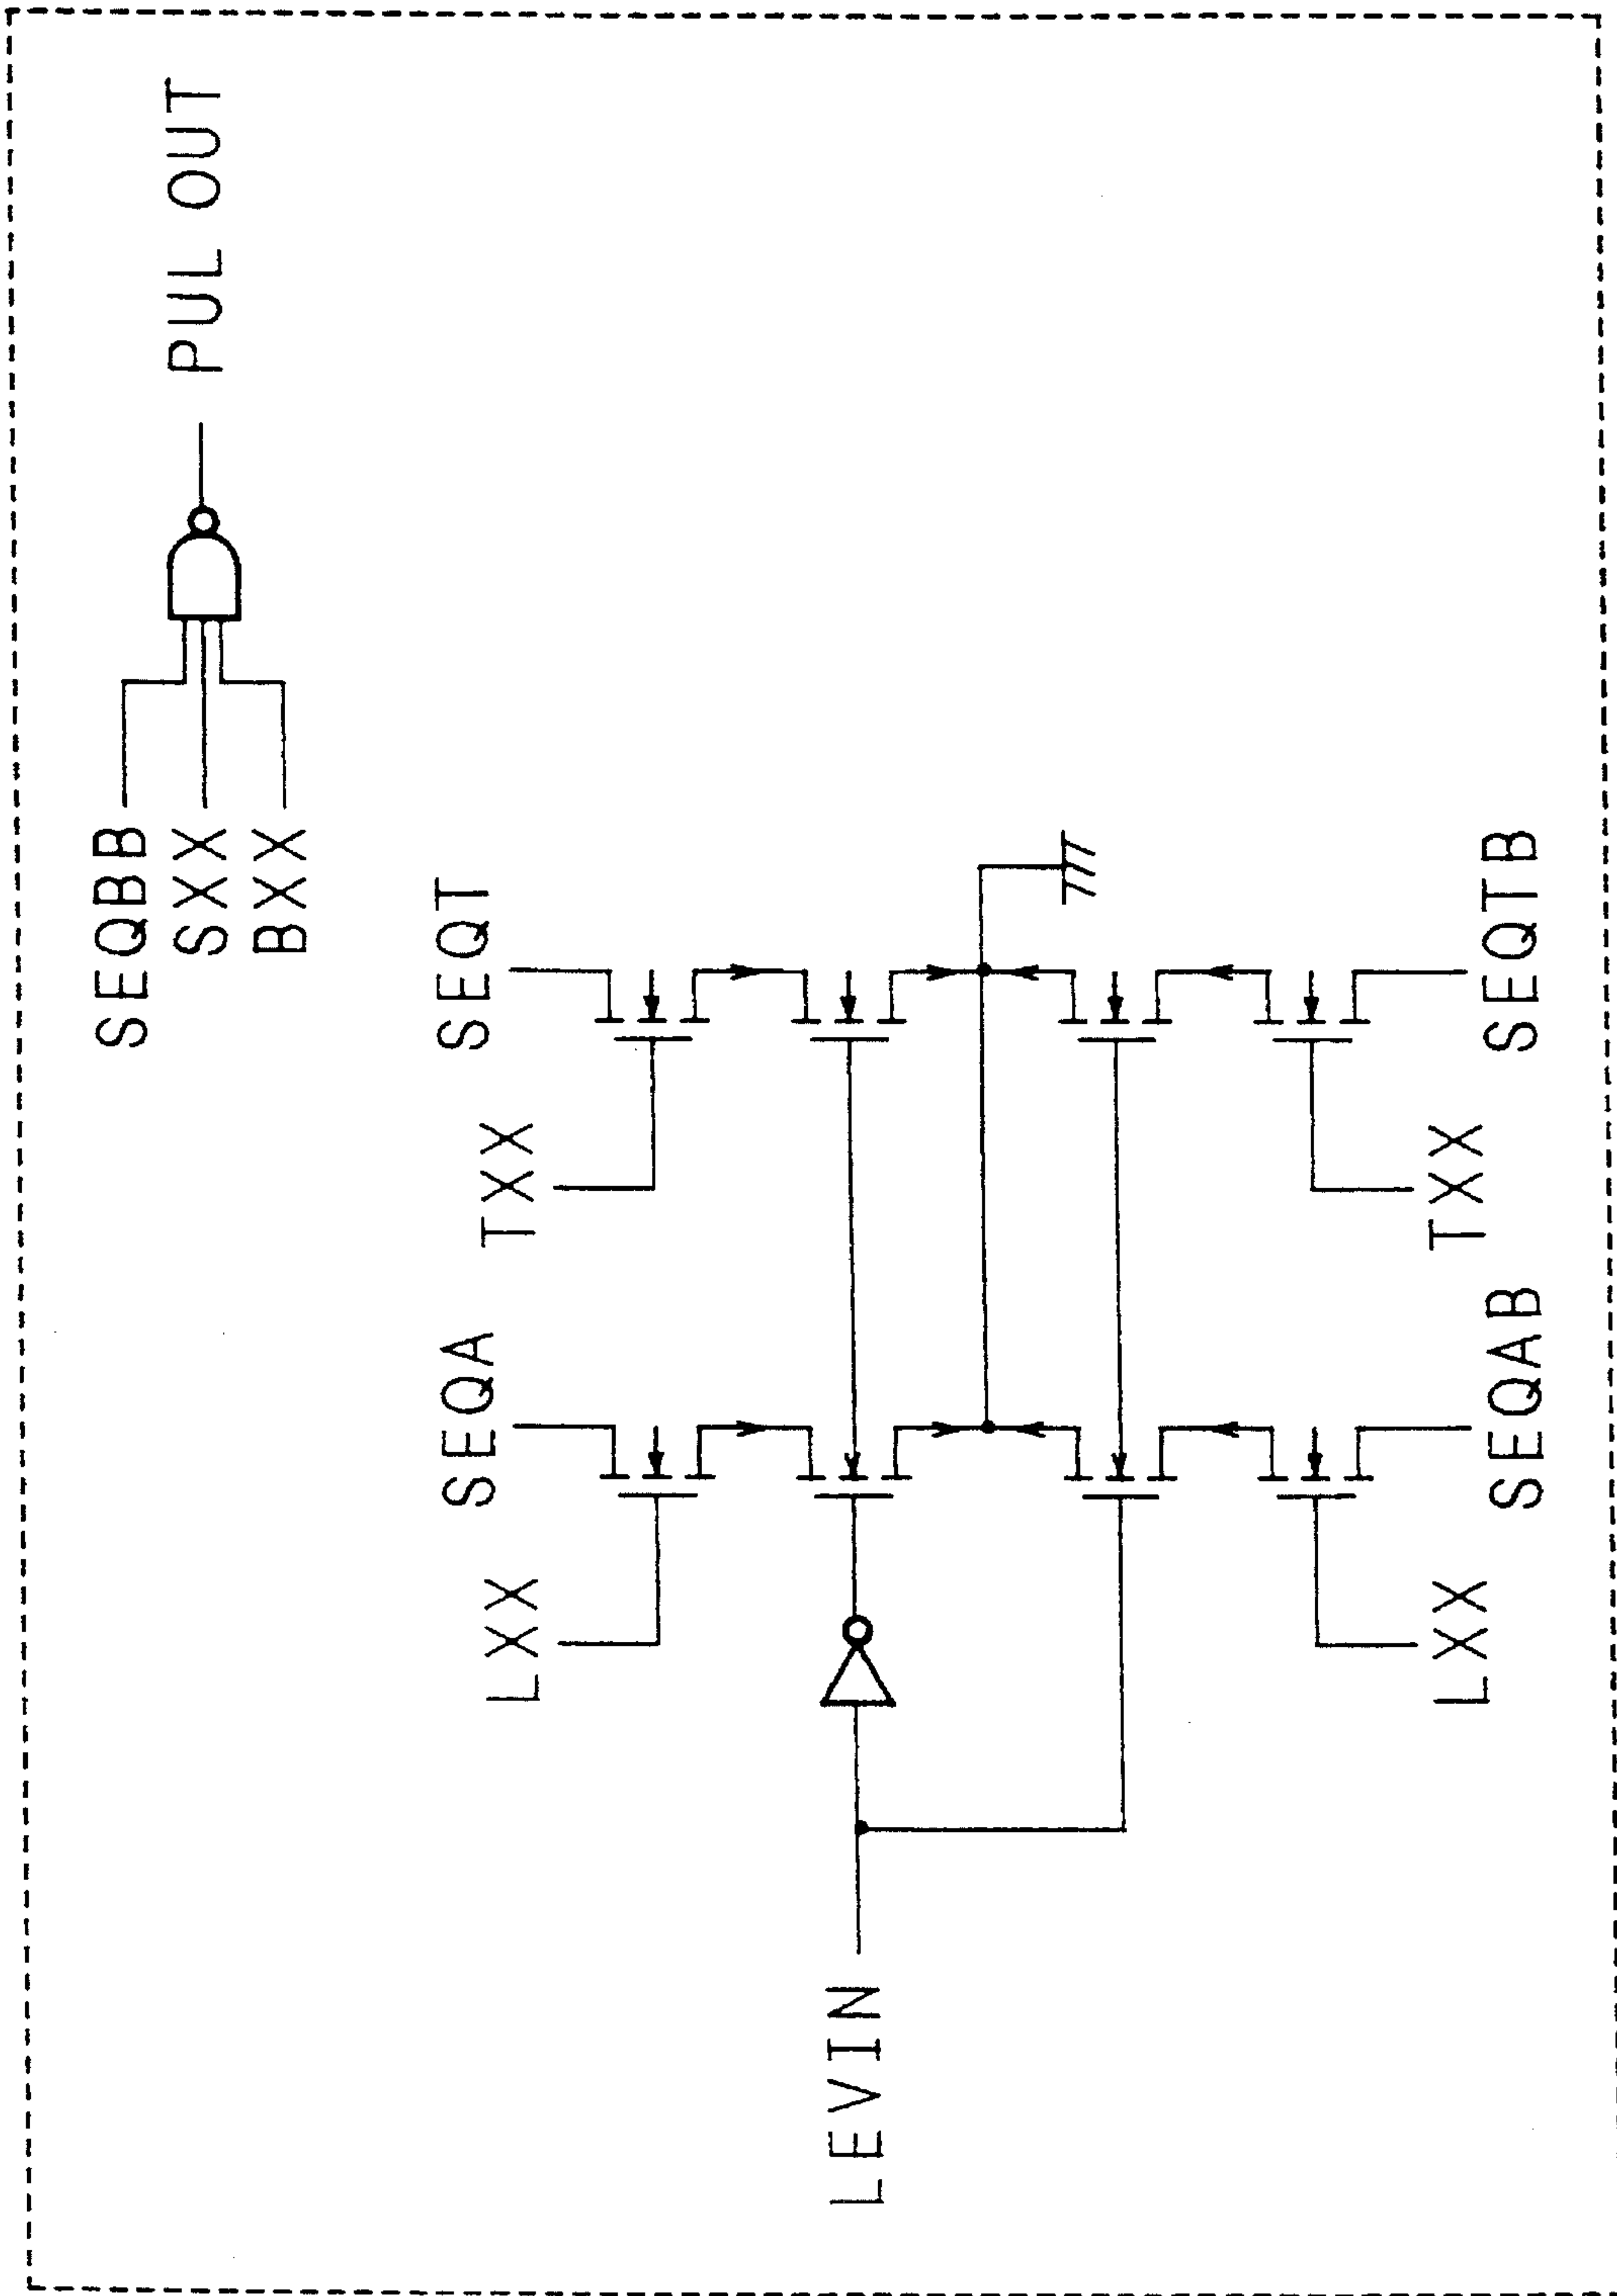 SEQBB
SXX
PUL OUT
BXX
SEQA
SEQT
LXX
TXX
LEVIN
LXX
TXX
SEQAB
SEQTB